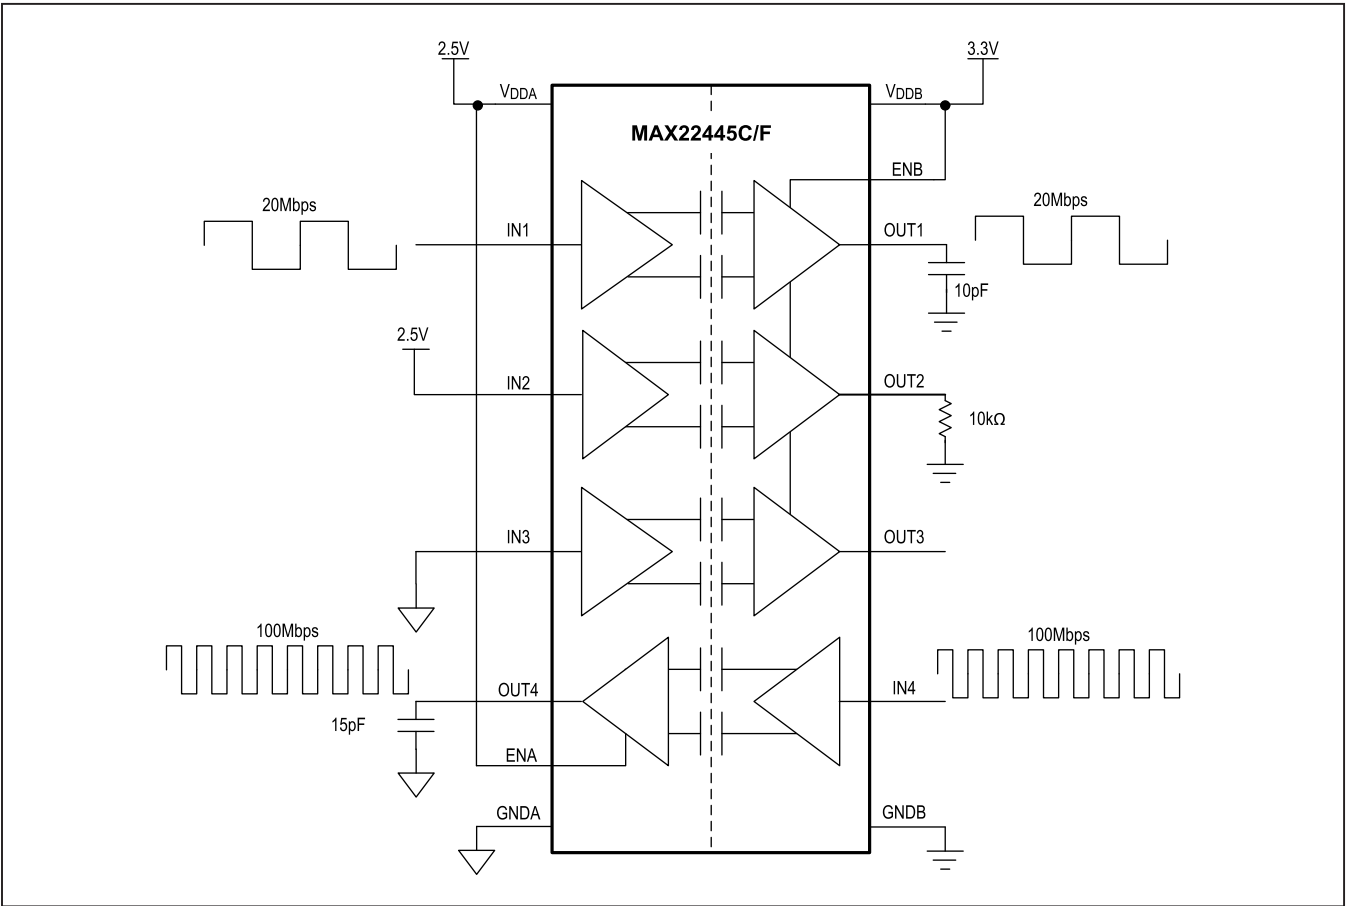 2.5V
3.3V
VDDA
VDDB
MAX22445C/F
ENB
20Mbps
IN1
OUT1
20Mbps
10pF
2.5V
IN2
OUT2
10kΩ
IN3
OUT3
100Mbps
100Mbps
OUT4
IN4
15pF
ENA
GNDA
GNDB